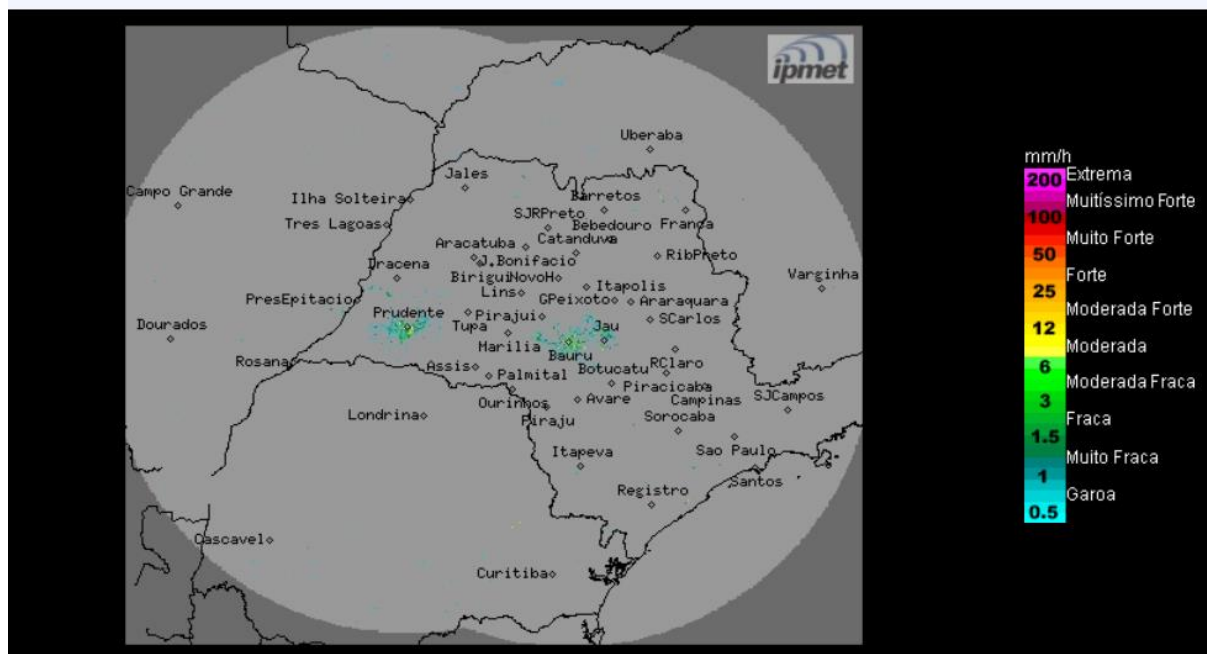 ipmet
Uberaba
Jales
Campo Grande
Ilha Solteira
Barretos
SJRPreto
Tres Lagoas
Bebedouro
Franca
Aracatuba
Catanduva
J.Bonifacio
RibPreto
Dracena
Birigui
NovoH
Varginha
Itapolis
Lins
PresEpitacio
GPeixoto
Araraquara
Prudente
Pirajui
Dourados
Tupa
Jau
SCarlos
Marilia
Bauru
Rosana
Assis
Botucatu
RClaro
Palmital
Piracicaba
Ourinhos
Avare
Campinas
SJCampos
Londrina
Piraju
Sorocaba
Itapeva
Sao Paulo
Santos
Registro
Cascavel
Curitiba
mm/h
200 Extrema
Muitíssimo Forte
100
Muito Forte
50
Forte
25
Moderada Forte
12
Moderada
6
Moderada Fraca
3
Fraca
1.5
Muito Fraca
1
Garoa
0.5